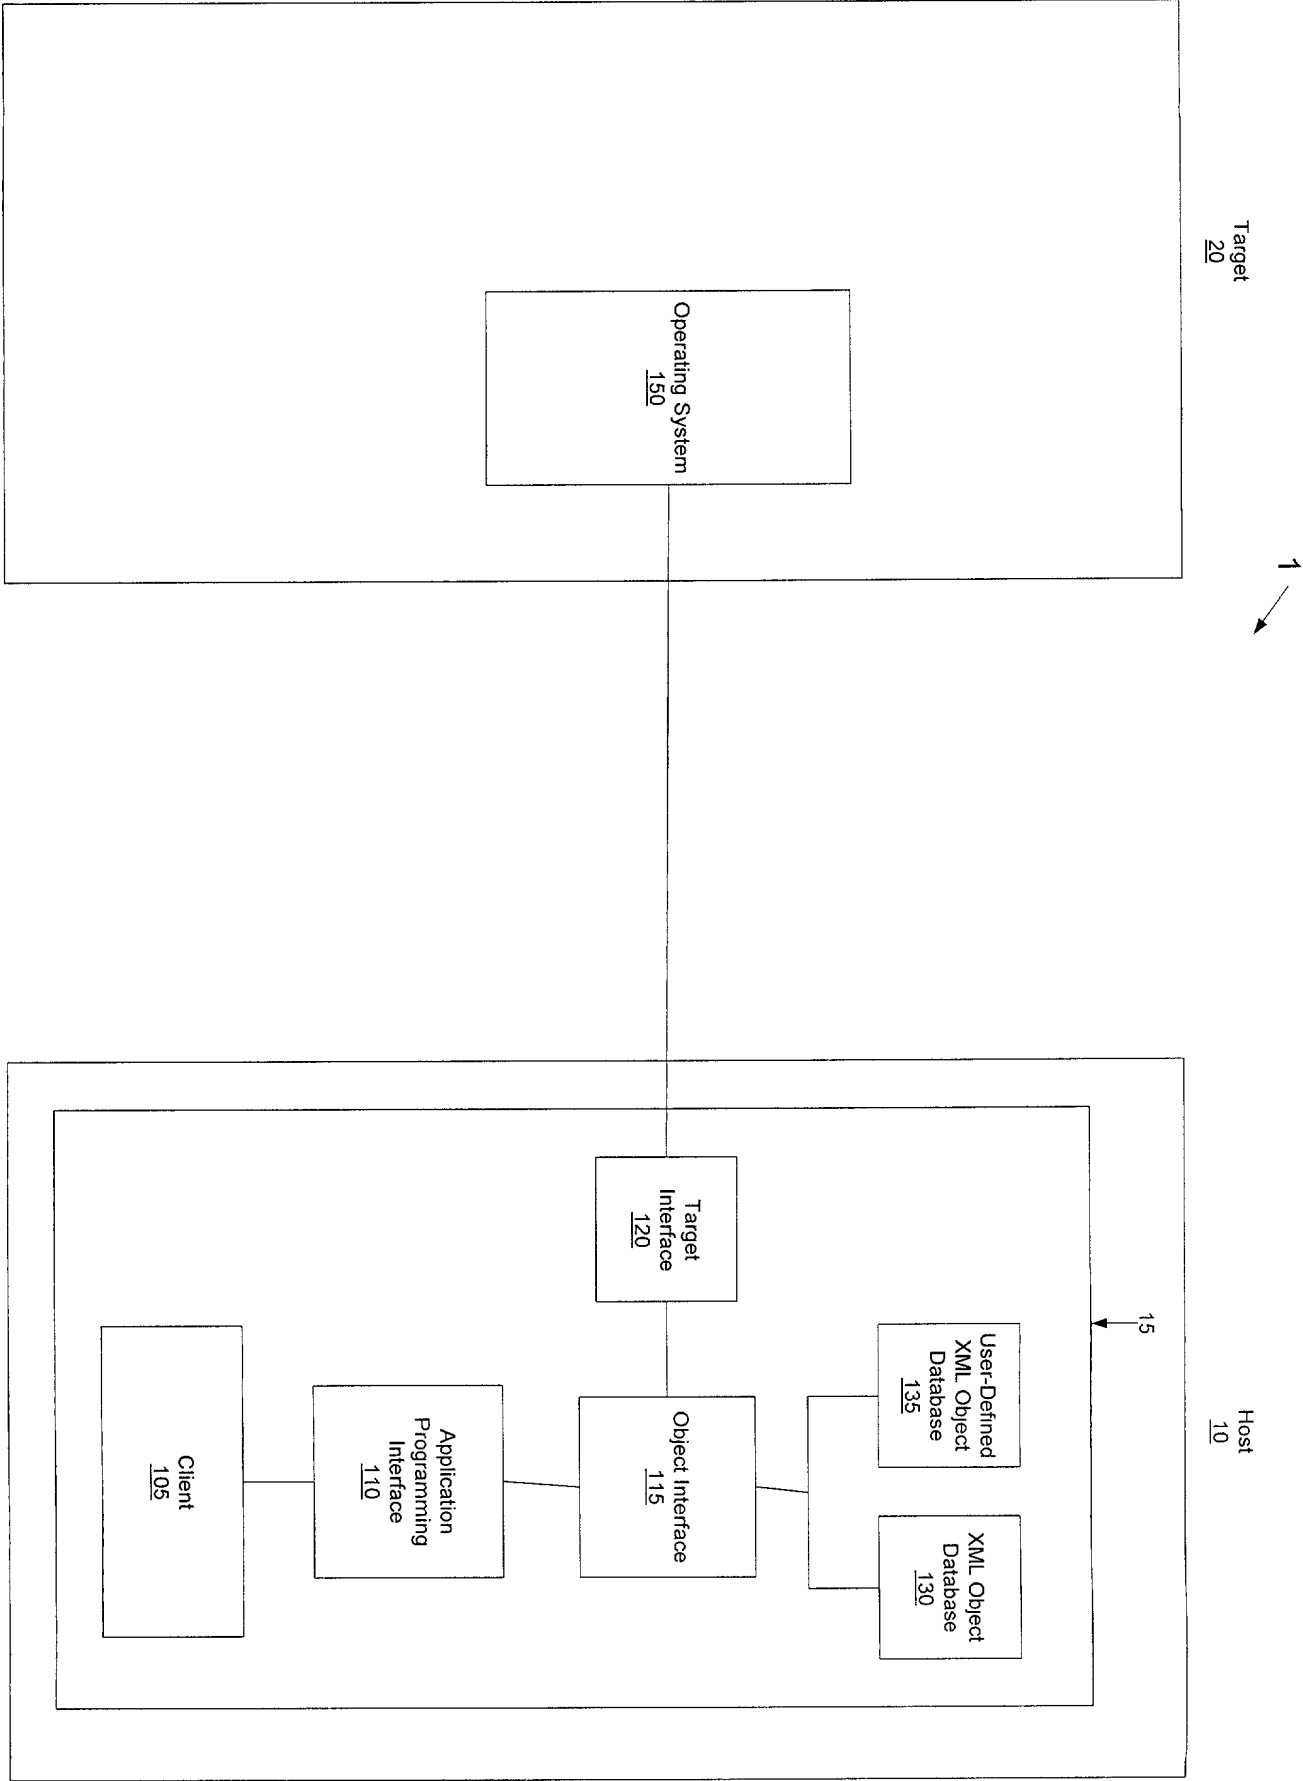 1
Target
20
Operating System
150
Host
10
15
User-Defined
XML Object
Database
135
XML Object
Database
130
Target
Interface
120
Object Interface
115
Application
Programming
Interface
110
Client
105